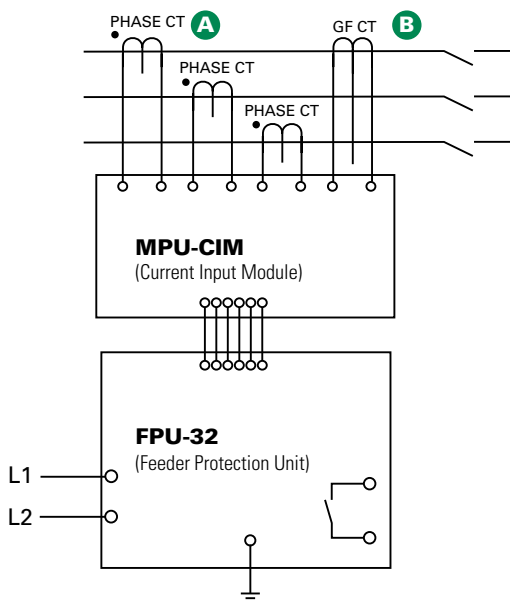 PHASE CT A
GF CT B
PHASE CT
PHASE CT
MPU-CIM
(Current Input Module)
FPU-32
(Feeder Protection Unit)
L1
L2